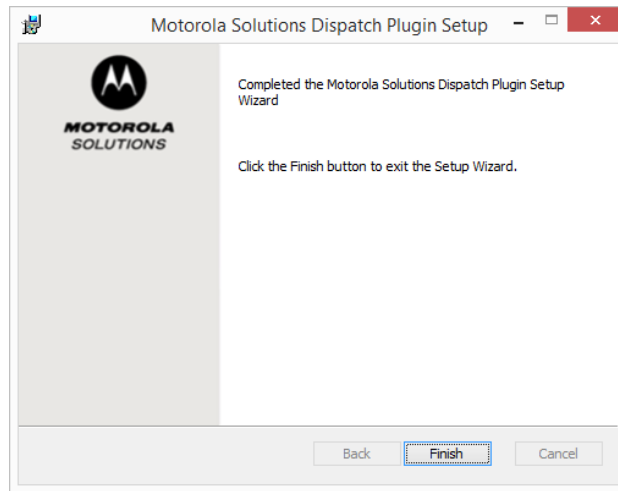 Motorola Solutions Dispatch Plugin Setup
MOTOROLA
SOLUTIONS
Completed the Motorola Solutions Dispatch Plugin Setup
Wizard
Click the Finish button to exit the Setup Wizard.
Back Finish Cancel